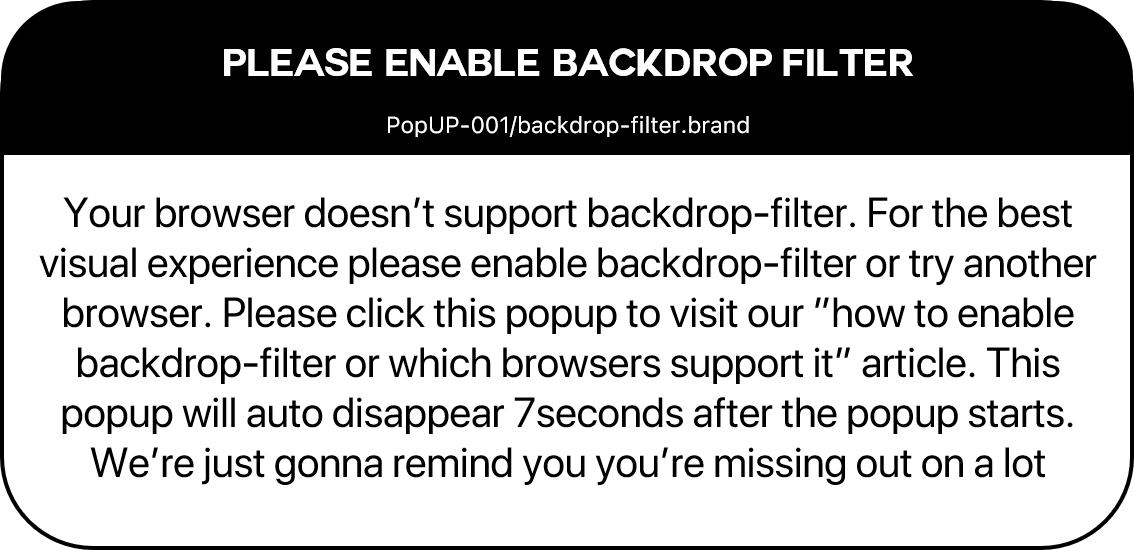 PLEASE ENABLE BACKDROP FILTER
PopUP-001/backdrop-filter.brand
Your browser doesn’t support backdrop-filter. For the best
visual experience please enable backdrop-filter or try another
browser. Please click this popup to visit our ”how to enable
backdrop-filter or which browsers support it” article. This
popup will auto disappear 7seconds after the popup starts.
We’re just gonna remind you you’re missing out on a lot